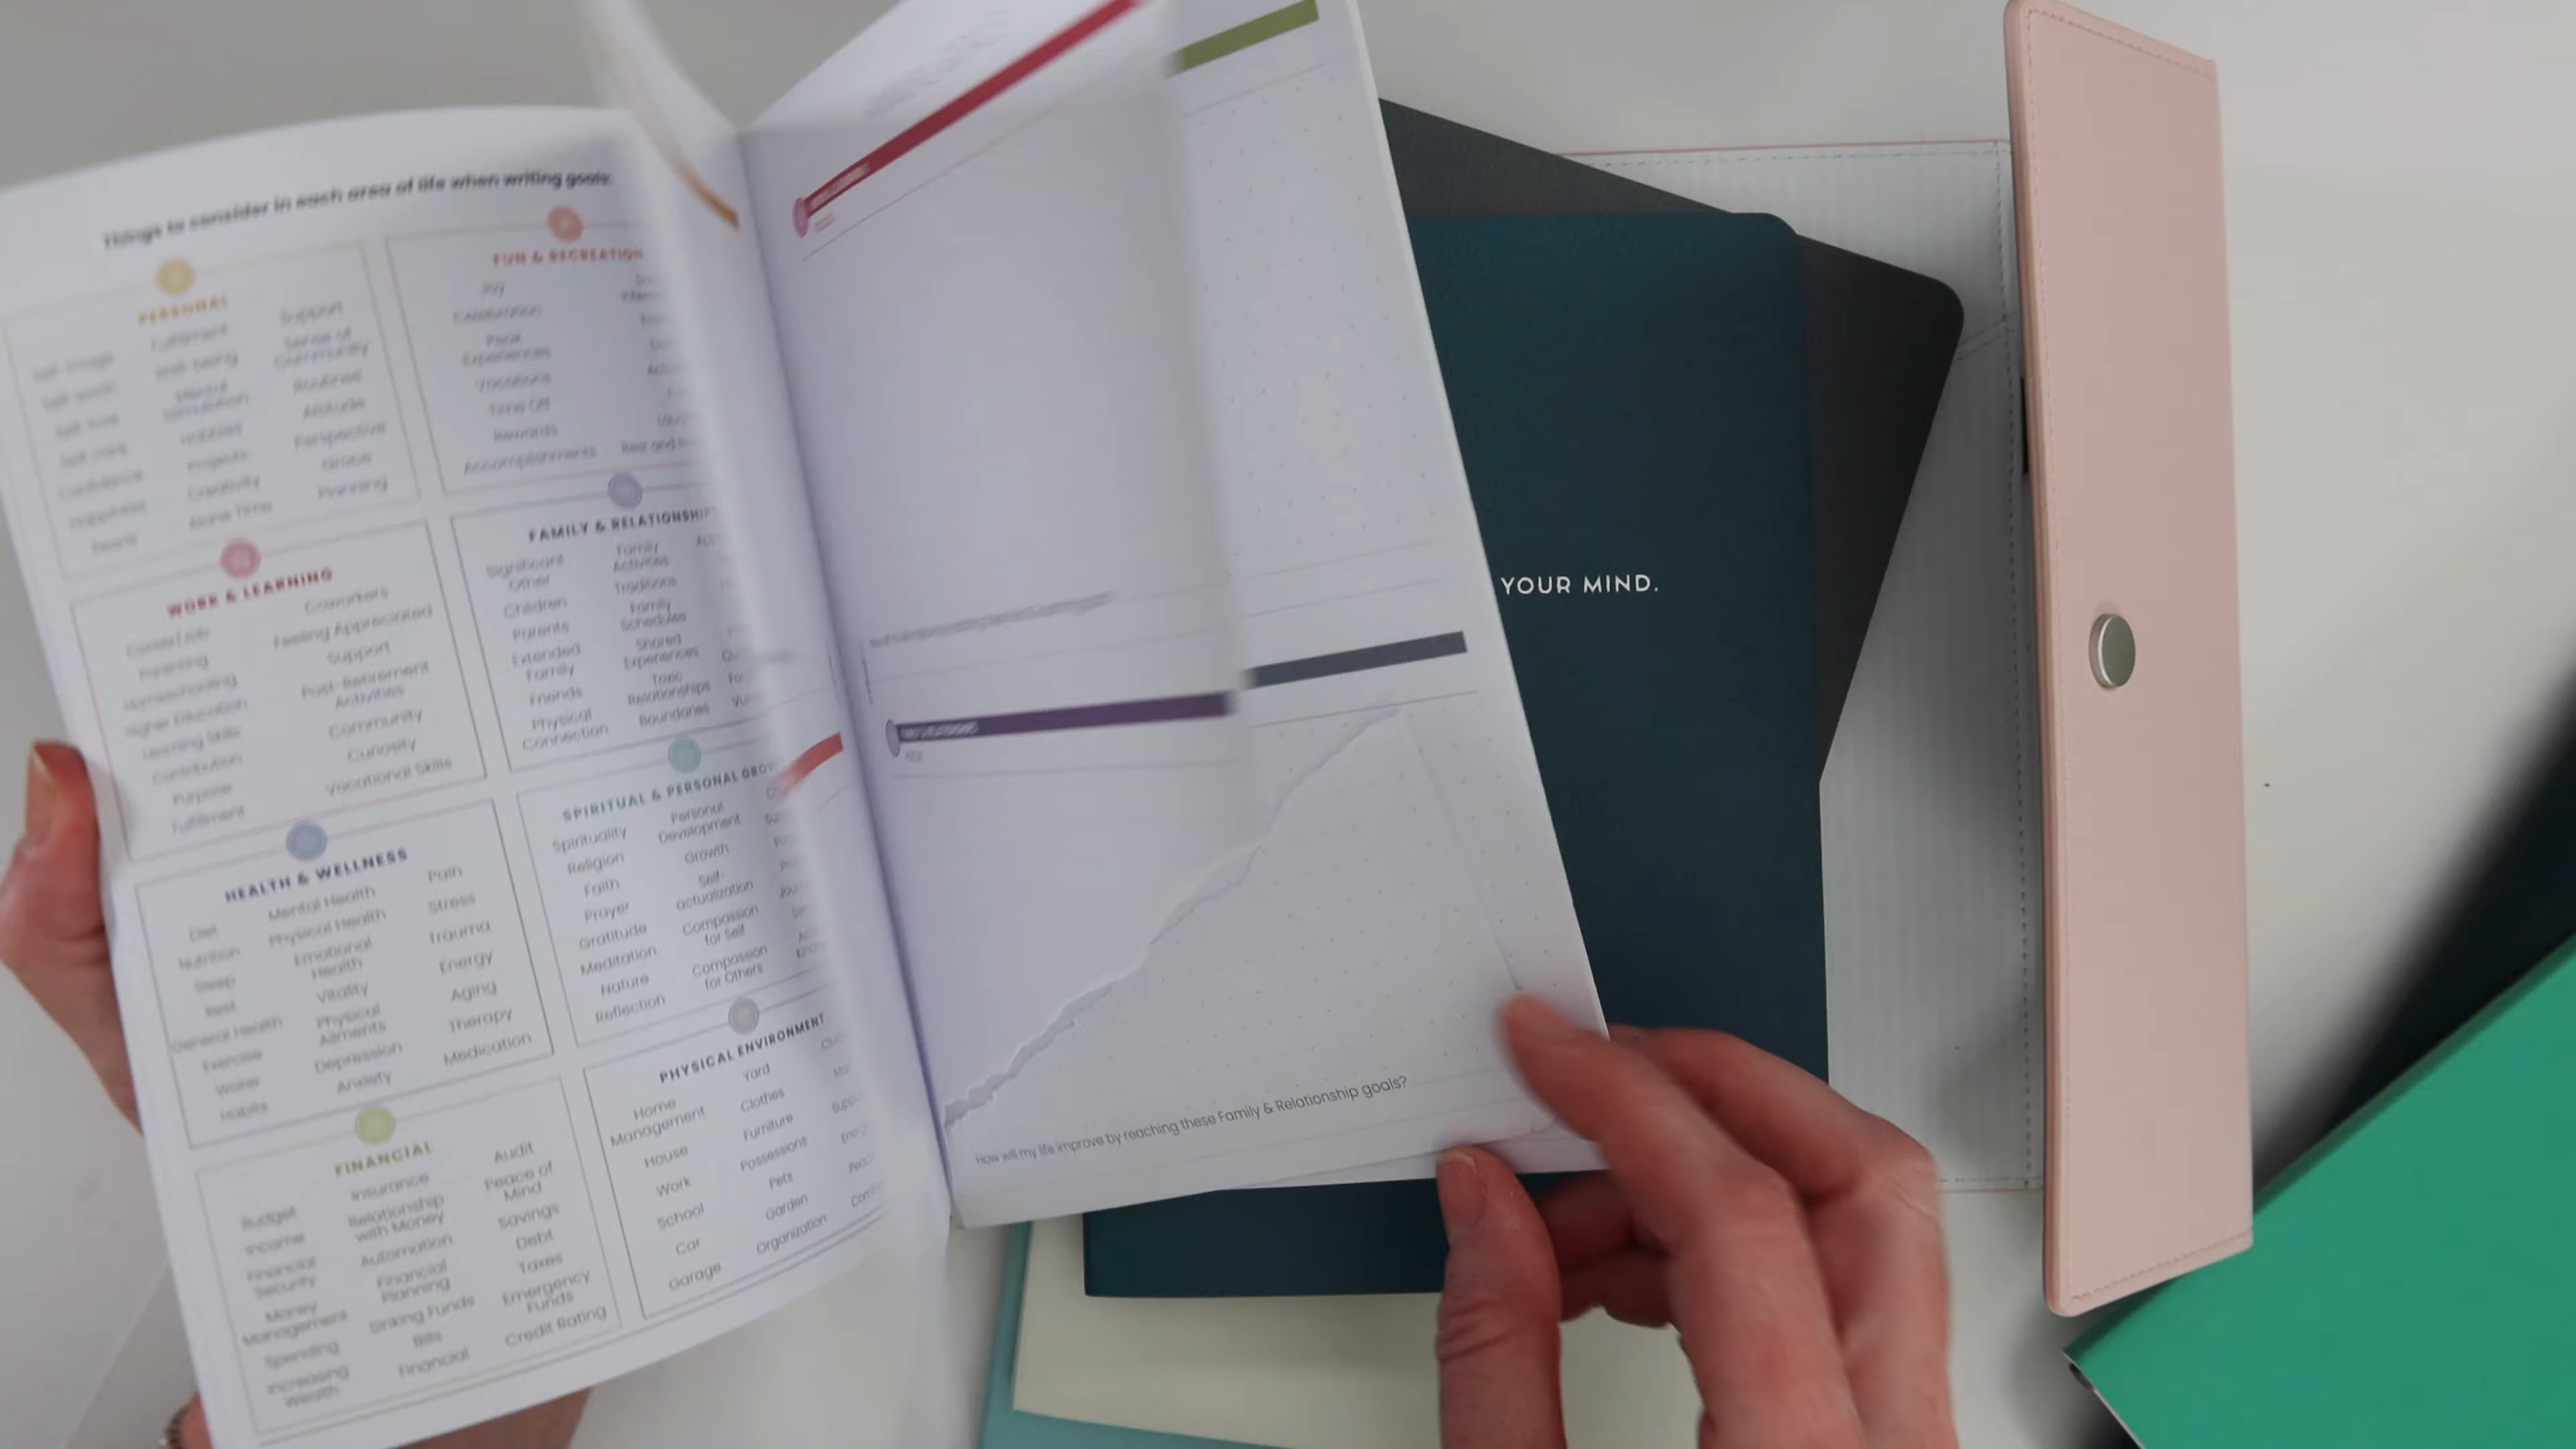 Things to consider in each area of life when writing goals:
PERSONAL
Self-image
Self-worth
Self-love
Self-care
Confidence
Happiness
Peace
Fulfillment
Well-being
Mental
Stimulation
Hobbies
Projects
Creativity
Alone Time
Support
Sense of
Community
Routines
Attitude
Perspective
Grace
Planning
FUN & RECREATION
Joy
Celebration
Peak
Experiences
Vacations
Time Off
Rewards
Accomplishments
Rest and
WORK & LEARNING
Career/Job
Parenting
Homeschooling
Higher Education
Learning Skills
Contribution
Purpose
Fulfillment
Coworkers
Feeling Appreciated
Support
Post-Retirement
Activities
Community
Curiosity
Vocational Skills
FAMILY & RELATIONSHIPS
Significant
Other
Children
Parents
Extended
Family
Friends
Physical
Connection
Family
Activities
Traditions
Family
Schedules
Shared
Experiences
Toxic
Relationships
Boundaries
HEALTH & WELLNESS
Diet
Nutrition
Sleep
Rest
General Health
Exercise
Water
Habits
Mental Health
Physical Health
Emotional
Health
Vitality
Physical
Ailments
Depression
Anxiety
Pain
Stress
Trauma
Energy
Aging
Therapy
Medication
SPIRITUAL & PERSONAL GRO
Spirituality
Religion
Faith
Prayer
Gratitude
Meditation
Nature
Reflection
Personal
Development
Growth
Self-
actualization
Compassion
for Self
Compassion
for Others
FINANCIAL
Budget
Income
Financial
Security
Money
Management
Spending
Increasing
Wealth
Insurance
Relationship
with Money
Automation
Financial
Planning
Sinking Funds
Bills
Financial
Audit
Peace of
Mind
Savings
Debt
Taxes
Emergency
Funds
Credit Rating
PHYSICAL ENVIRONMENT
Home
Management
House
Work
School
Car
Garage
Yard
Clothes
Furniture
Possessions
Pets
Garden
Organization
How will my life improve by reaching these Family & Relationship goals?
YOUR MIND.